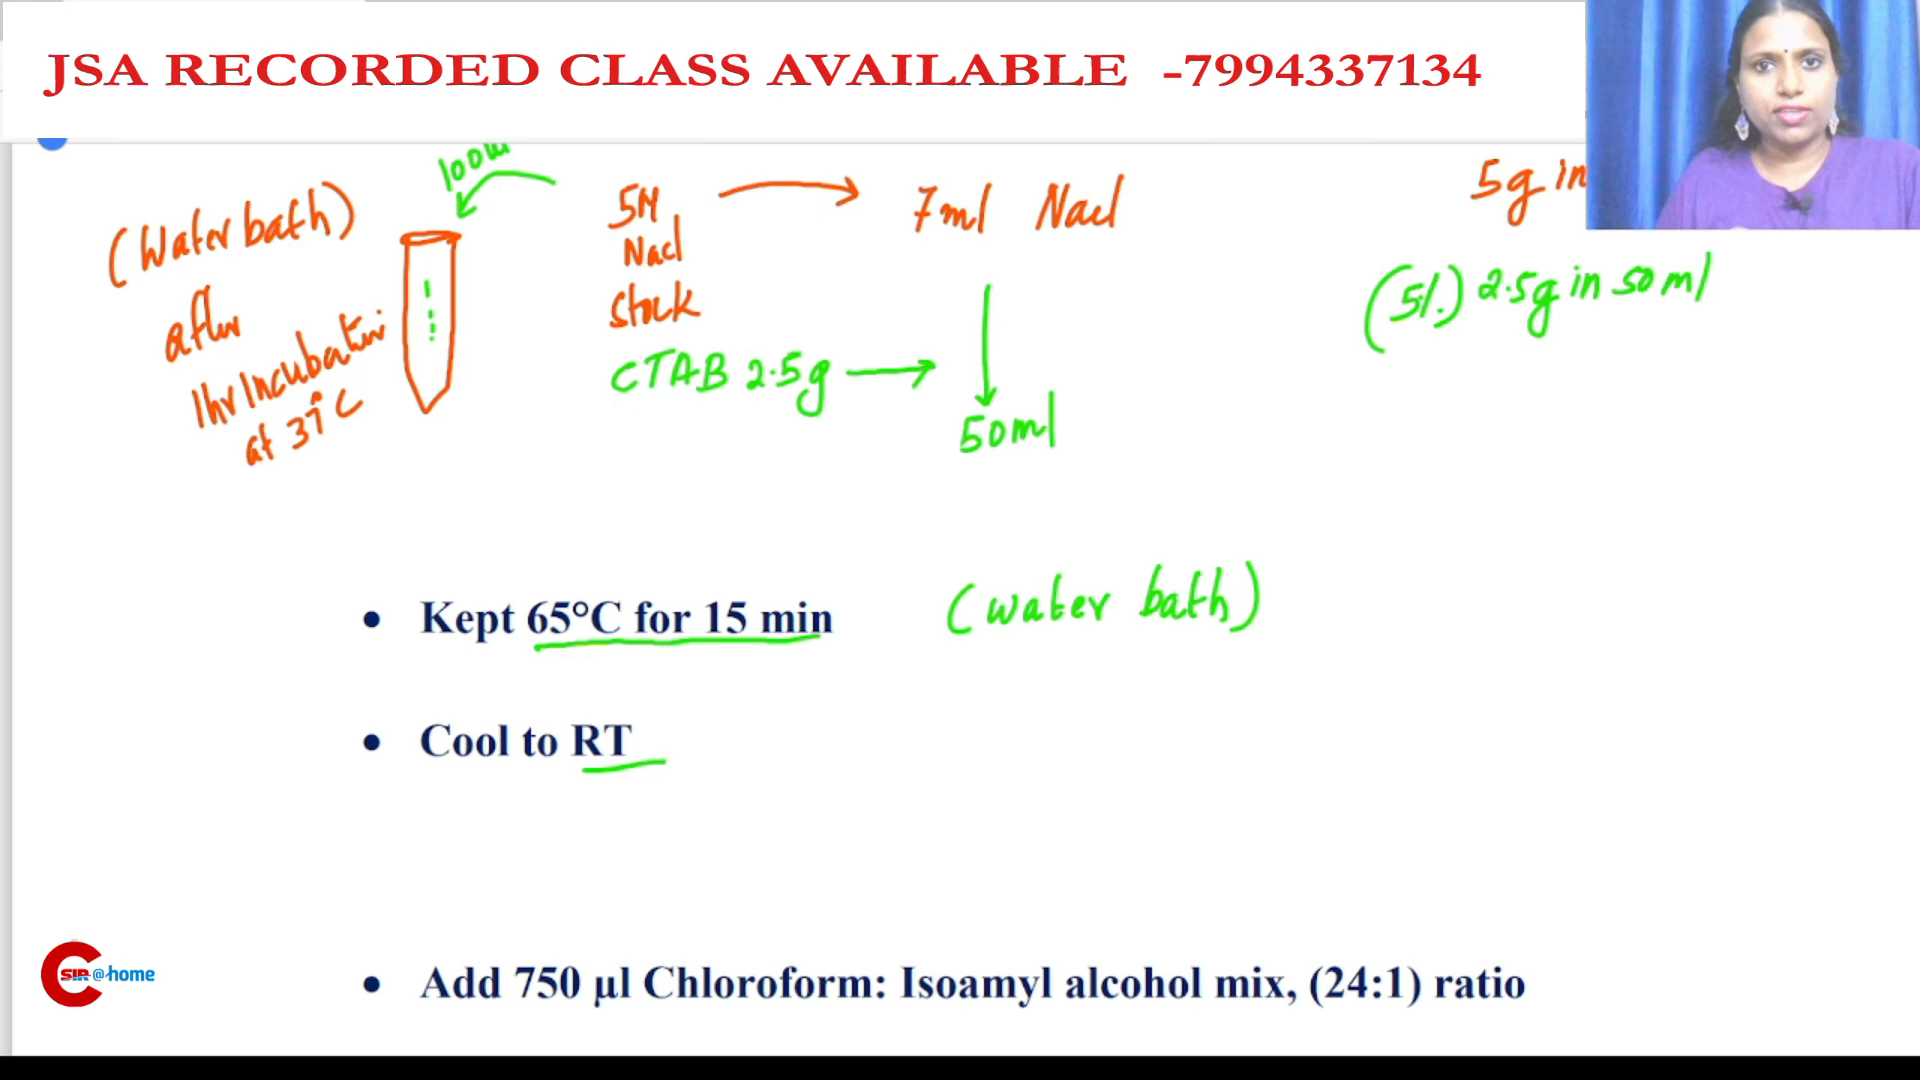 JSA RECORDED CLASS AVAILABLE -7994337134
100µl
(Water bath)
after
1hr Incubation
at 37°C
5M
Nacl
Stock
7ml Nacl
CTAB 2.5g
50ml
5g in
(5%) 2.5g in 50ml
• Kept 65°C for 15 min
(water bath)
• Cool to RT
• Add 750 µl Chloroform: Isoamyl alcohol mix, (24:1) ratio
CSIR@home